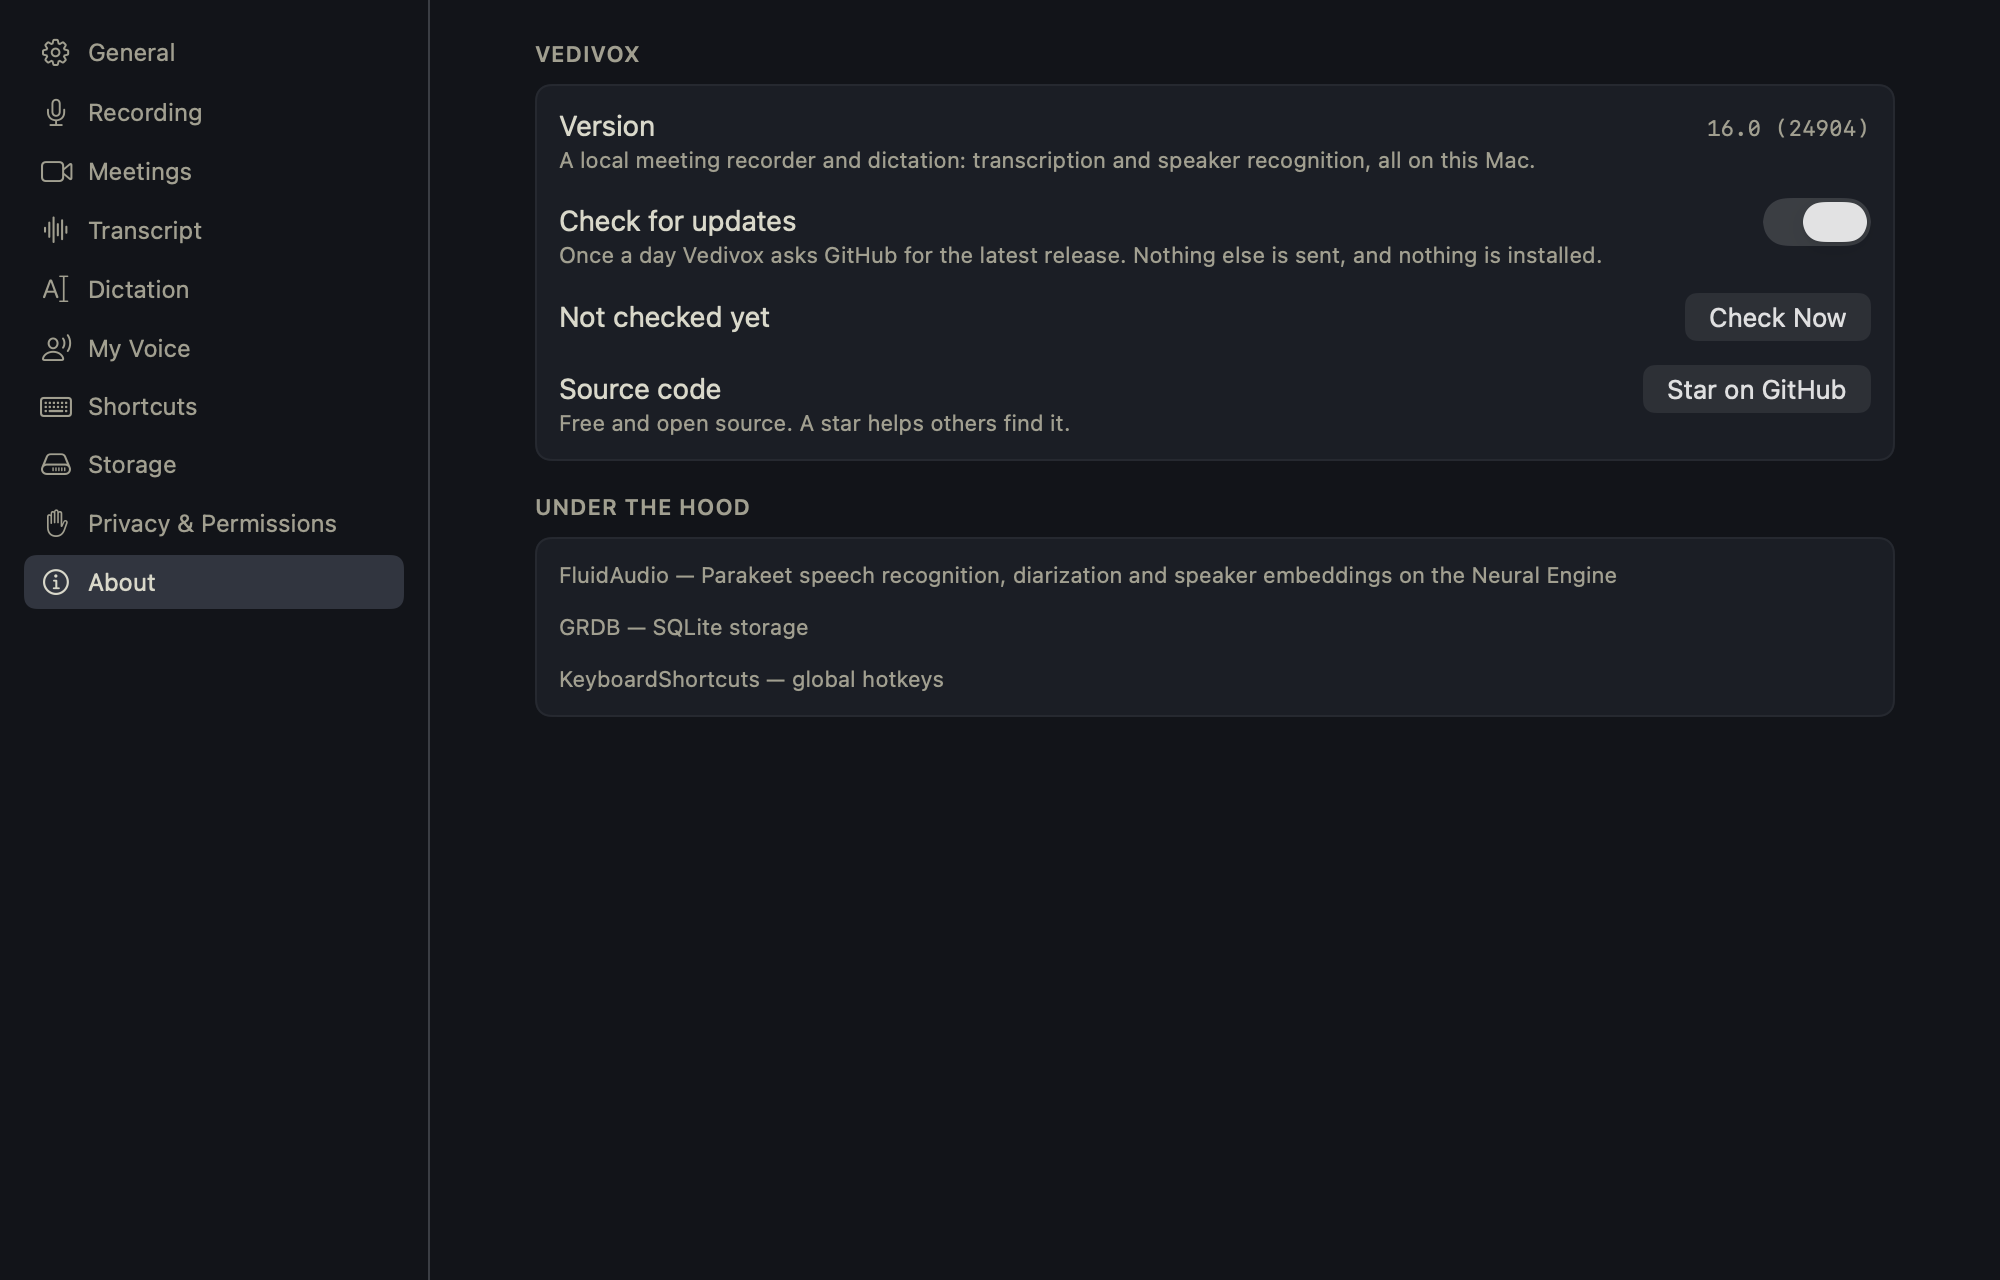 General
Recording
Meetings
Transcript
Dictation
My Voice
Shortcuts
Storage
Privacy & Permissions
About
VEDIVOX
Version
16.0 (24904)
A local meeting recorder and dictation: transcription and speaker recognition, all on this Mac.
Check for updates
Once a day Vedivox asks GitHub for the latest release. Nothing else is sent, and nothing is installed.
Not checked yet
Check Now
Source code
Star on GitHub
Free and open source. A star helps others find it.
UNDER THE HOOD
FluidAudio — Parakeet speech recognition, diarization and speaker embeddings on the Neural Engine
GRDB — SQLite storage
KeyboardShortcuts — global hotkeys